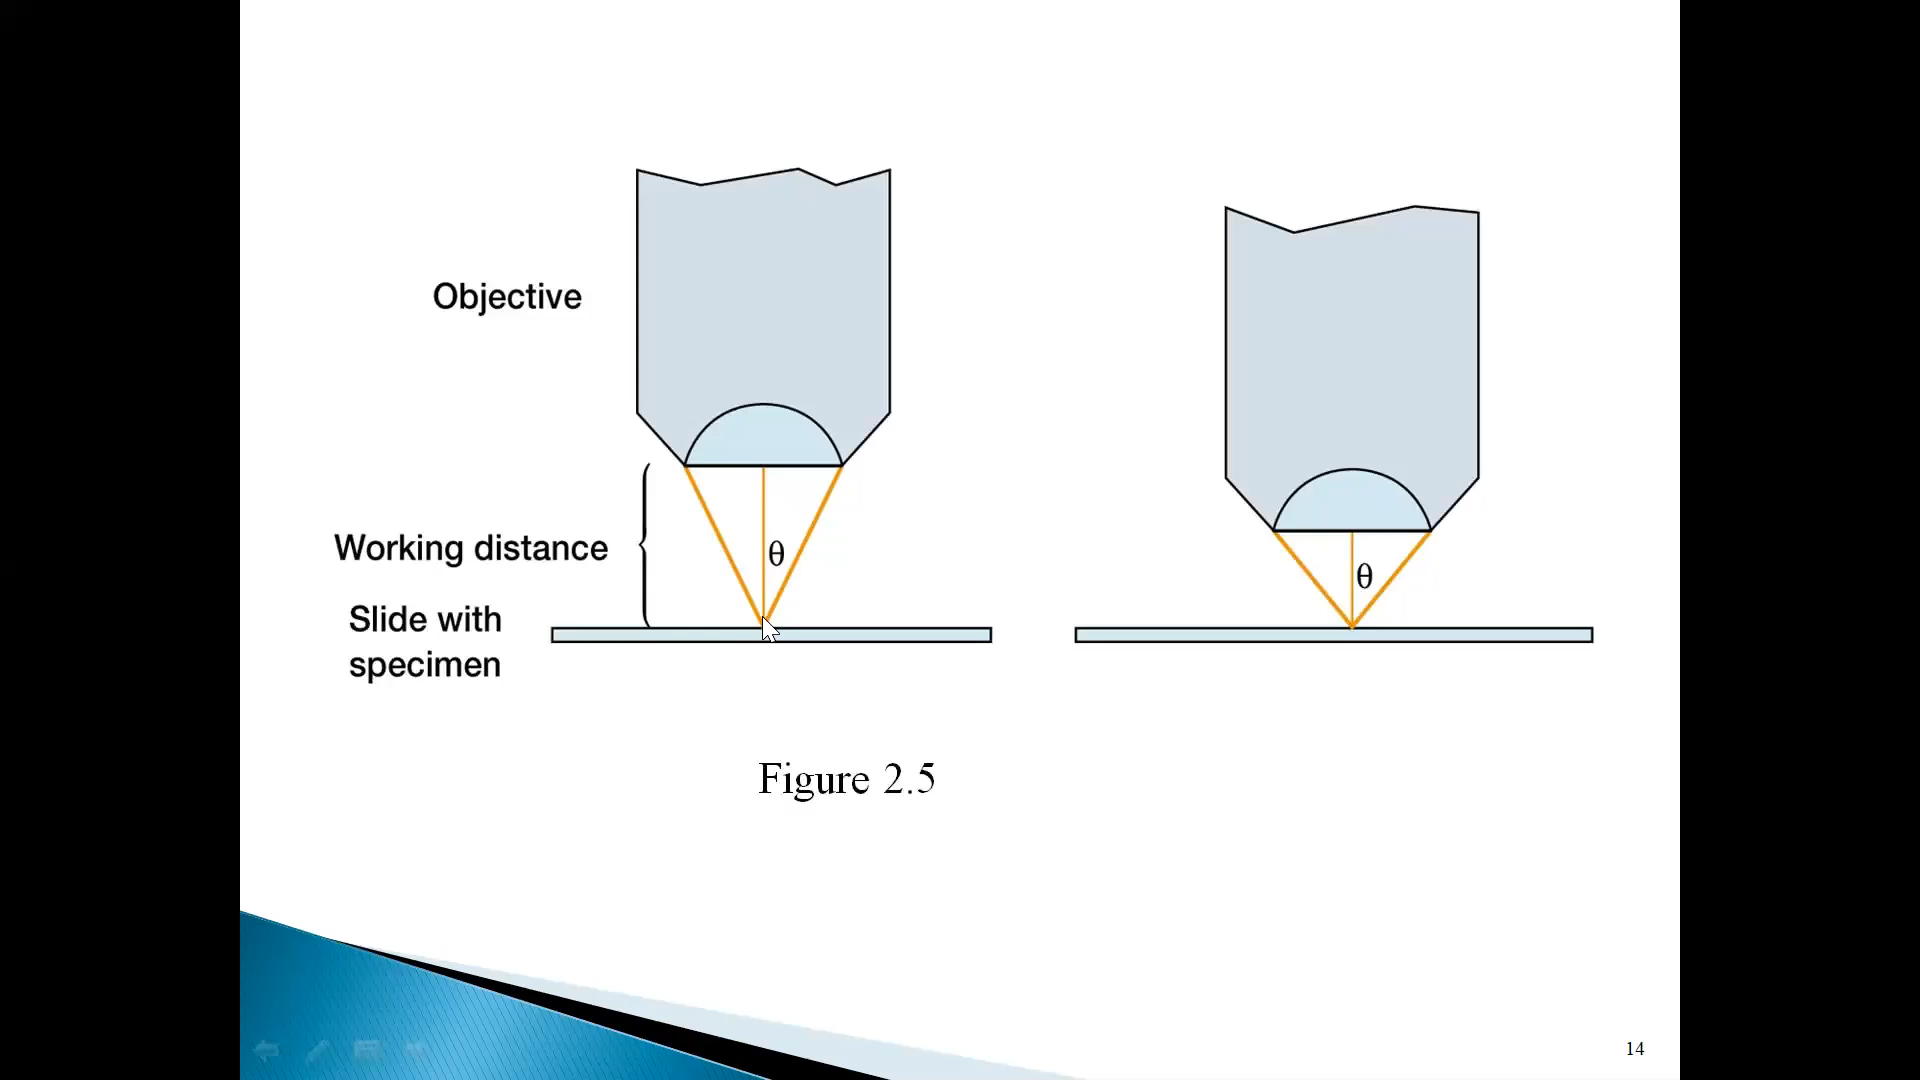 Objective
Working distance
θ
θ
Slide with
specimen
Figure 2.5
14